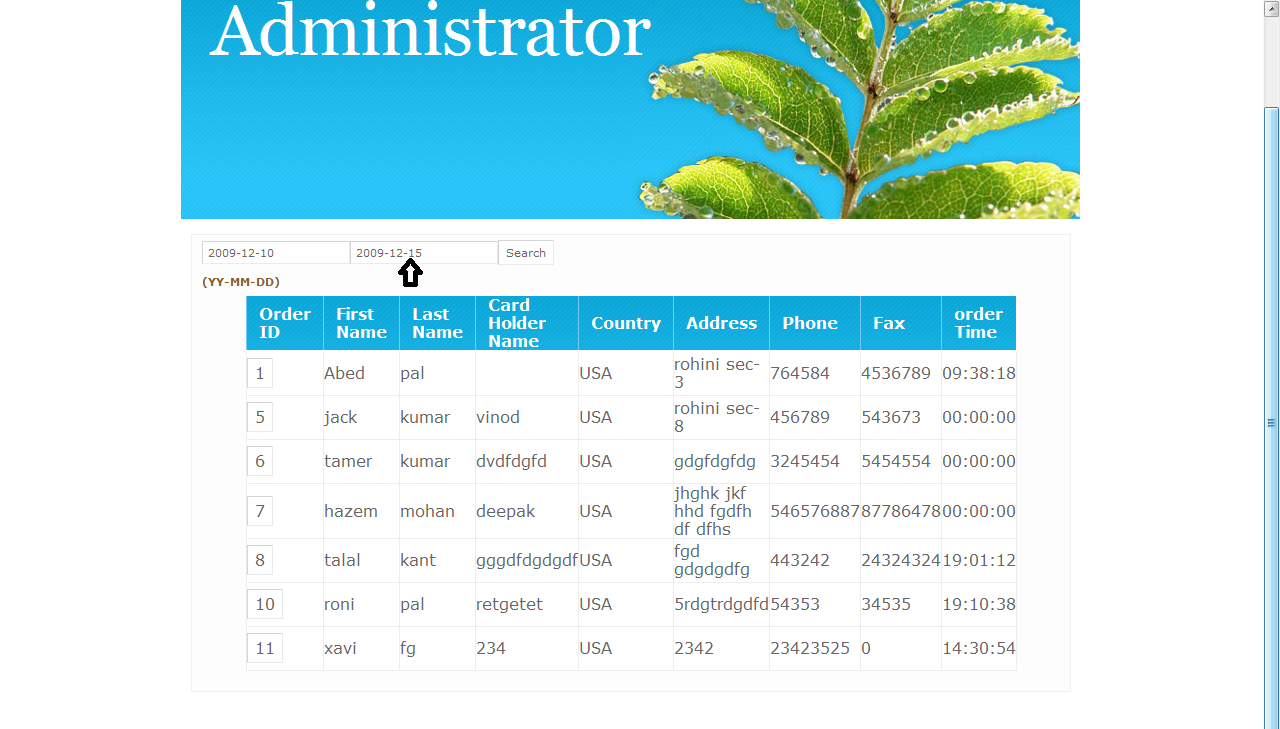 Administrator
2009-12-10 2009-12-15 Search
(YY-MM-DD)
Order ID First Name Last Name Card Holder Name Country Address Phone Fax order Time
1 Abed pal USA rohini sec-3 764584 4536789 09:38:18
5 jack kumar vinod USA rohini sec-8 456789 543673 00:00:00
6 tamer kumar dvdfdgfd USA gdgfdgfdg 3245454 5454554 00:00:00
7 hazem mohan deepak USA jhghk jkf hhd fgdfh df dfhs 546576887 8778647800:00:00
8 talal kant gggdfdgdgdf USA fgd gdgdgdfg 443242 24324324 19:01:12
10 roni pal retgetet USA 5rdgtrdgdfd 54353 34535 19:10:38
11 xavi fg 234 USA 2342 23423525 0 14:30:54